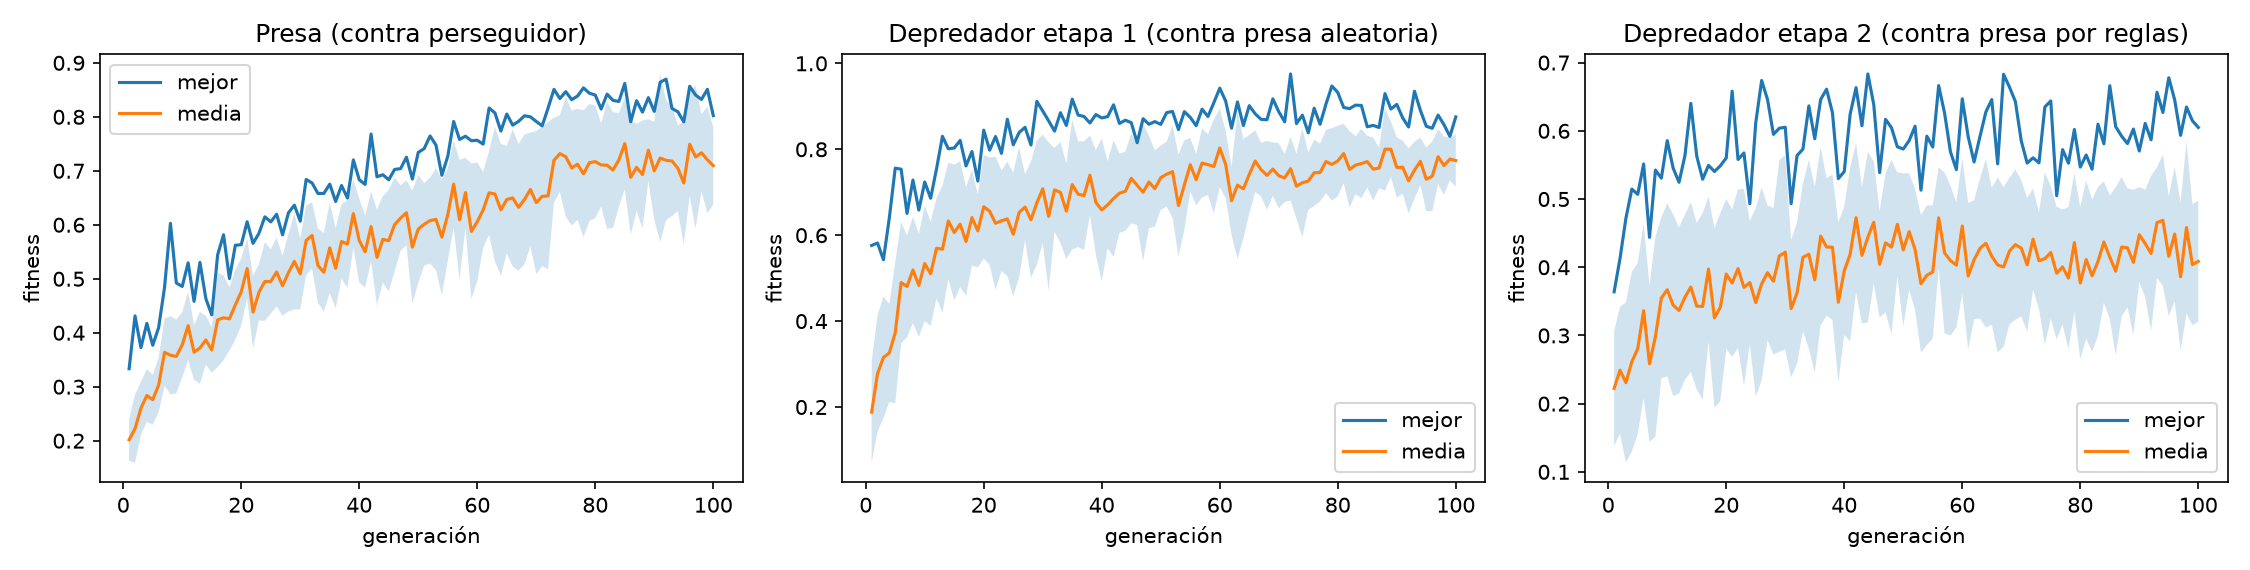 Presa (contra perseguidor)
fitness
0.9
0.8
0.7
0.6
0.5
0.4
0.3
0.2
mejor
media
0
20
40
60
80
100
generación
Depredador etapa 1 (contra presa aleatoria)
fitness
1.0
0.8
0.6
0.4
0.2
mejor
media
0
20
40
60
80
100
generación
Depredador etapa 2 (contra presa por reglas)
fitness
0.7
0.6
0.5
0.4
0.3
0.2
0.1
mejor
media
0
20
40
60
80
100
generación